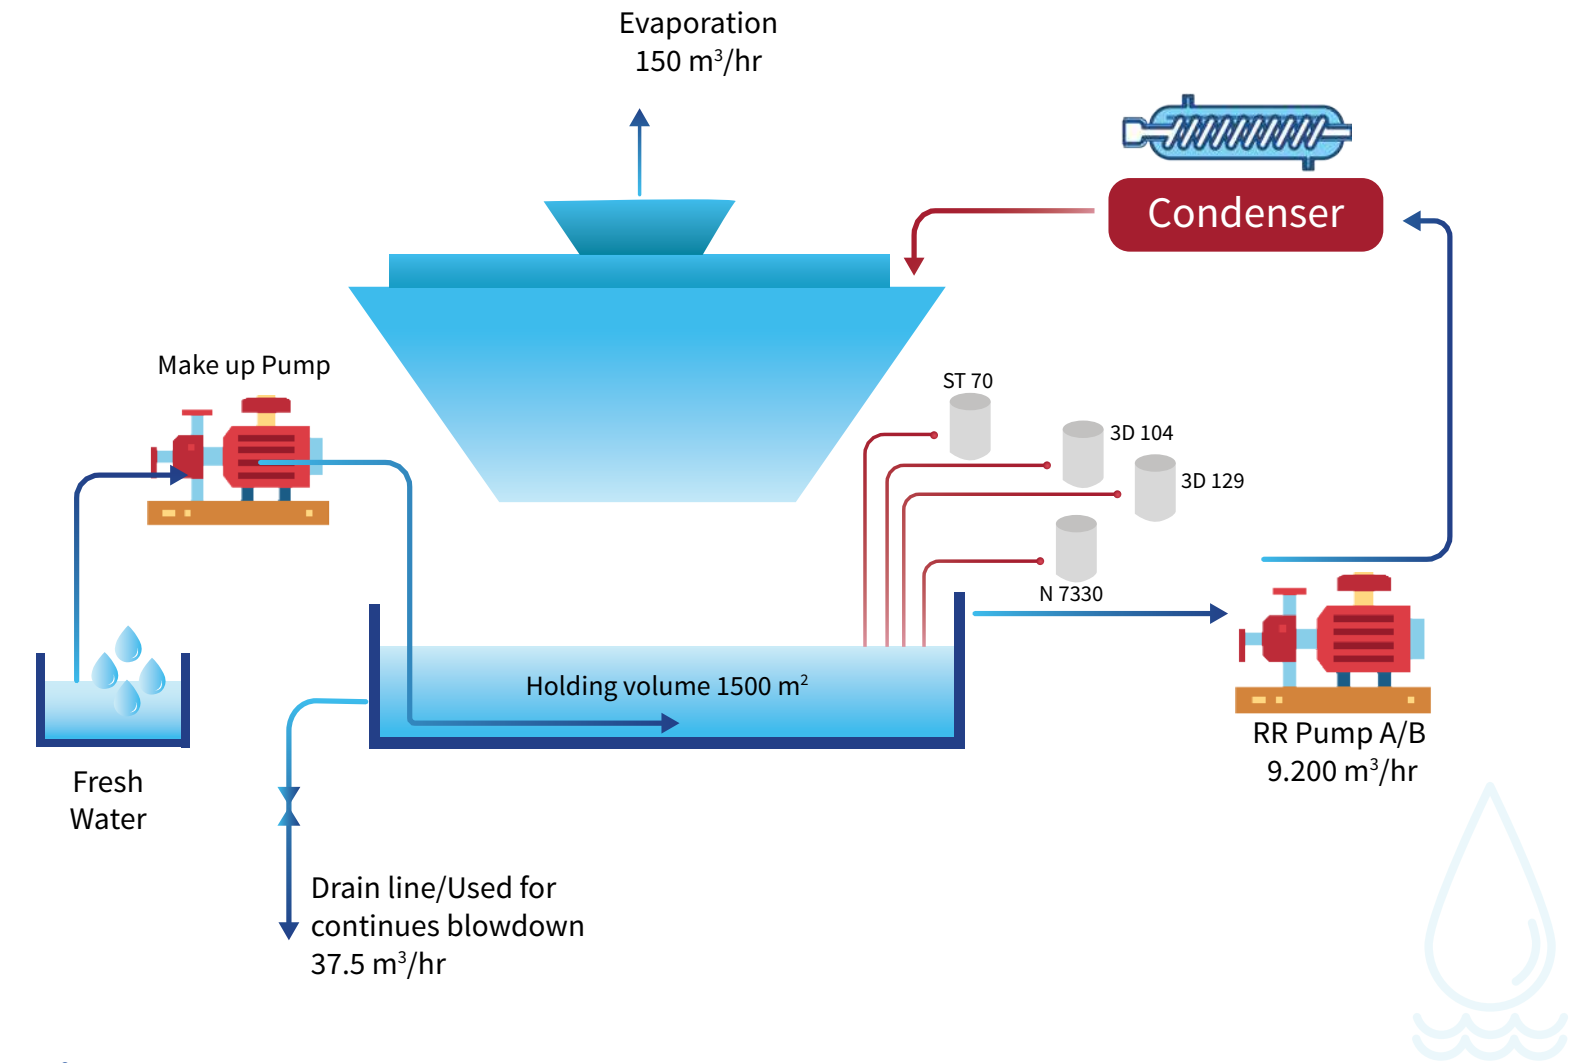 Evaporation
150 m³/hr
Condenser
Make up Pump
ST 70
3D 104
3D 129
N 7330
Holding volume 1500 m²
RR Pump A/B
9.200 m³/hr
Fresh
Water
Drain line/Used for
continues blowdown
37.5 m³/hr